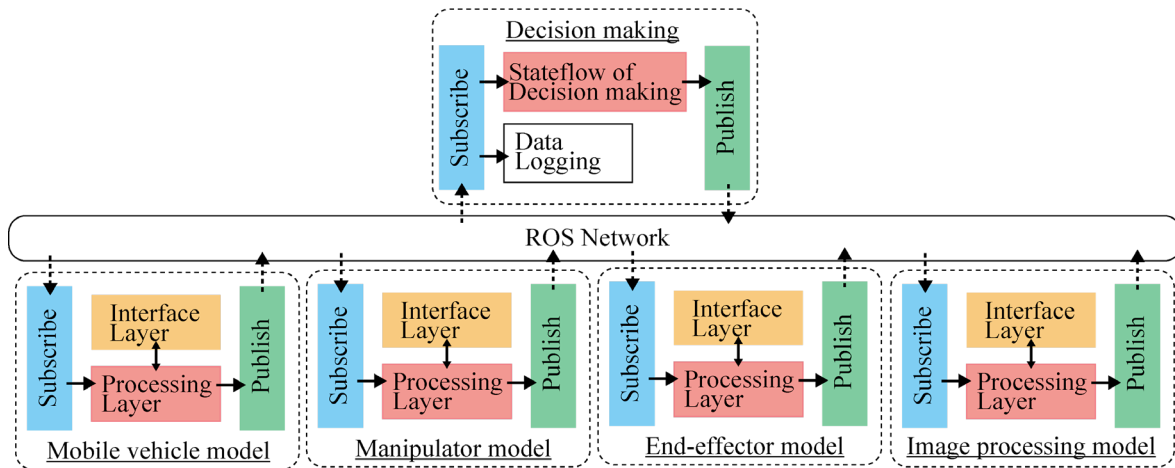 Decision making
Subscribe
Stateflow of
Decision making
Data
Logging
Publish
ROS Network
Subscribe
Interface
Layer
Processing
Layer
Publish
Mobile vehicle model
Subscribe
Interface
Layer
Processing
Layer
Publish
Manipulator model
Subscribe
Interface
Layer
Processing
Layer
Publish
End-effector model
Subscribe
Interface
Layer
Processing
Layer
Publish
Image processing model